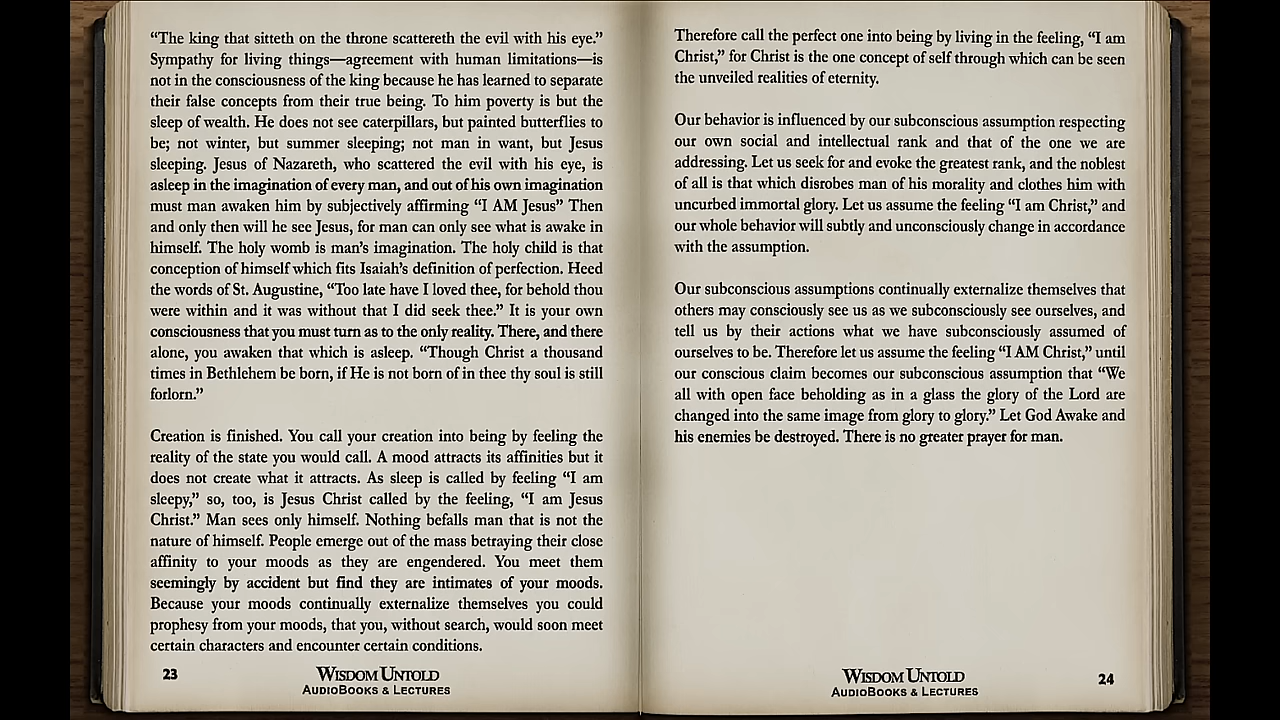 “The king that sitteth on the throne scattereth the evil with his eye.”
Sympathy for living things—agreement with human limitations—is
not in the consciousness of the king because he has learned to separate
their false concepts from their true being. To him poverty is but the
sleep of wealth. He does not see caterpillars, but painted butterflies to
be; not winter, but summer sleeping; not man in want, but Jesus
sleeping. Jesus of Nazareth, who scattered the evil with his eye, is
asleep in the imagination of every man, and out of his own imagination
must man awaken him by subjectively affirming “I AM Jesus” Then
and only then will he see Jesus, for man can only see what is awake in
himself. The holy womb is man’s imagination. The holy child is that
conception of himself which fits Isaiah’s definition of perfection. Heed
the words of St. Augustine, “Too late have I loved thee, for behold thou
were within and it was without that I did seek thee.” It is your own
consciousness that you must turn as to the only reality. There, and there
alone, you awaken that which is asleep. “Though Christ a thousand
times in Bethlehem be born, if He is not born of in thee thy soul is still
forlorn.”
Creation is finished. You call your creation into being by feeling the
reality of the state you would call. A mood attracts its affinities but it
does not create what it attracts. As sleep is called by feeling “I am
sleepy,” so, too, is Jesus Christ called by the feeling, “I am Jesus
Christ.” Man sees only himself. Nothing befalls man that is not the
nature of himself. People emerge out of the mass betraying their close
affinity to your moods as they are engendered. You meet them
seemingly by accident but find they are intimates of your moods.
Because your moods continually externalize themselves you could
prophesy from your moods, that you, without search, would soon meet
certain characters and encounter certain conditions.
23
WISDOM UNTOLD
AUDIOBOOKS & LECTURES
Therefore call the perfect one into being by living in the feeling, “I am
Christ,” for Christ is the one concept of self through which can be seen
the unveiled realities of eternity.
Our behavior is influenced by our subconscious assumption respecting
our own social and intellectual rank and that of the one we are
addressing. Let us seek for and evoke the greatest rank, and the noblest
of all is that which disrobes man of his morality and clothes him with
uncurbed immortal glory. Let us assume the feeling “I am Christ,” and
our whole behavior will subtly and unconsciously change in accordance
with the assumption.
Our subconscious assumptions continually externalize themselves that
others may consciously see us as we subconsciously see ourselves, and
tell us by their actions what we have subconsciously assumed of
ourselves to be. Therefore let us assume the feeling “I AM Christ,” until
our conscious claim becomes our subconscious assumption that “We
all with open face beholding as in a glass the glory of the Lord are
changed into the same image from glory to glory.” Let God Awake and
his enemies be destroyed. There is no greater prayer for man.
WISDOM UNTOLD
AUDIOBOOKS & LECTURES
24